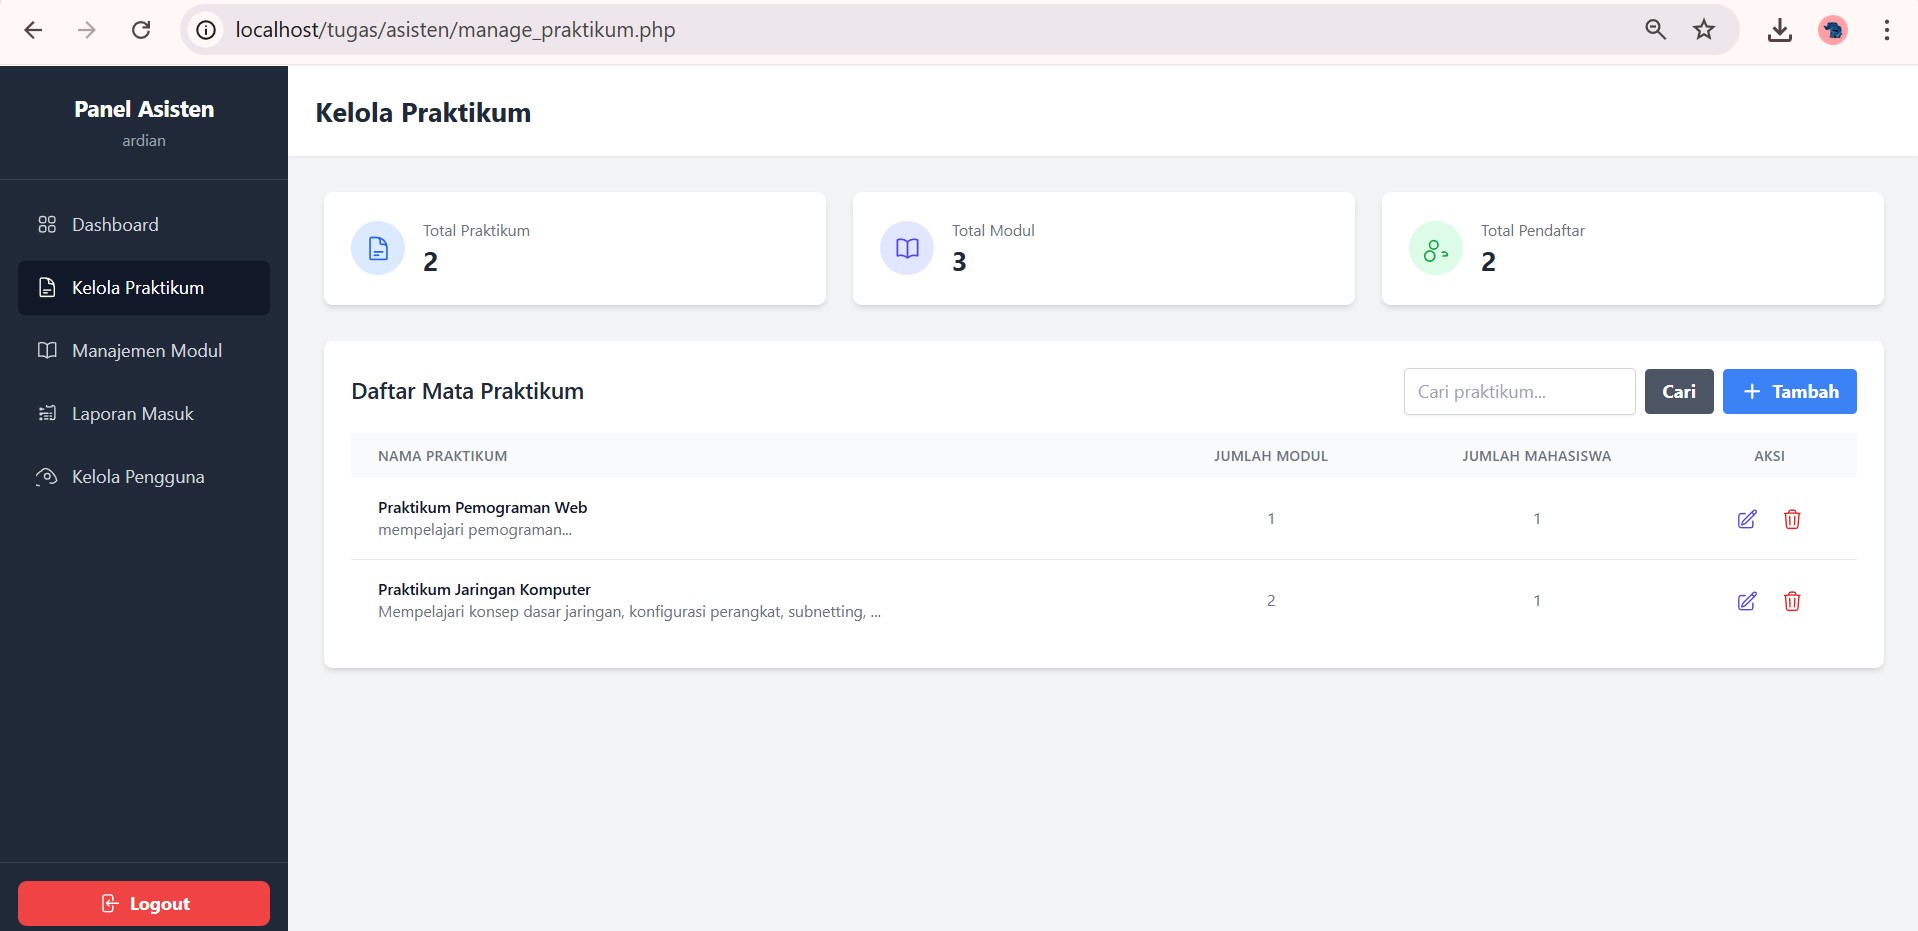 localhost/tugas/asisten/manage_praktikum.php
Panel Asisten
ardian
Dashboard
Kelola Praktikum
Manajemen Modul
Laporan Masuk
Kelola Pengguna
Logout
Kelola Praktikum
Total Praktikum
2
Total Modul
3
Total Pendaftar
2
Daftar Mata Praktikum
Cari praktikum...
Cari
Tambah
NAMA PRAKTIKUM JUMLAH MODUL JUMLAH MAHASISWA AKSI
Praktikum Pemograman Web
mempelajari pemograman...
1 1
Praktikum Jaringan Komputer
Mempelajari konsep dasar jaringan, konfigurasi perangkat, subnetting, ...
2 1